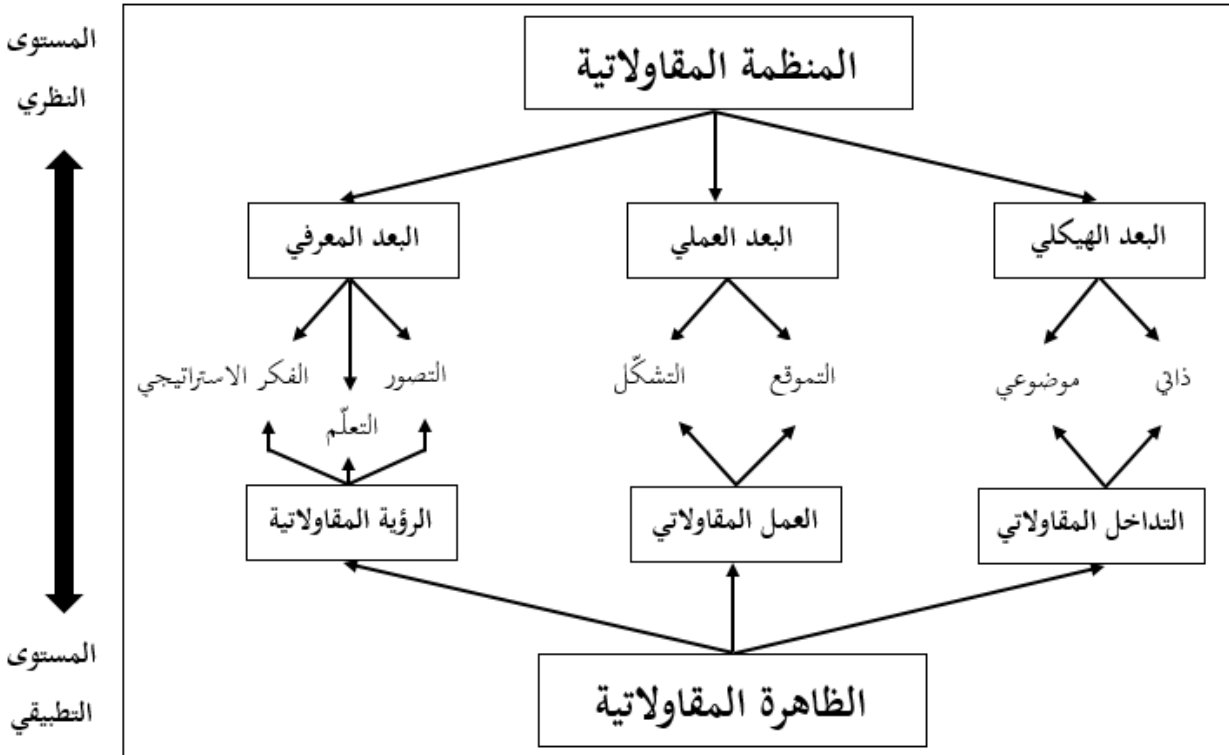 المستوى
النظري
المنظمة المقاولاتية
البعد الهيكلي
البعد العملي
البعد المعرفي
ذاتي
موضوعي
التموقع
التشكّل
التصور
التعلّم
الفكر الاستراتيجي
التداخل المقاولاتي
العمل المقاولاتي
الرؤية المقاولاتية
المستوى
التطبيقي
الظاهرة المقاولاتية